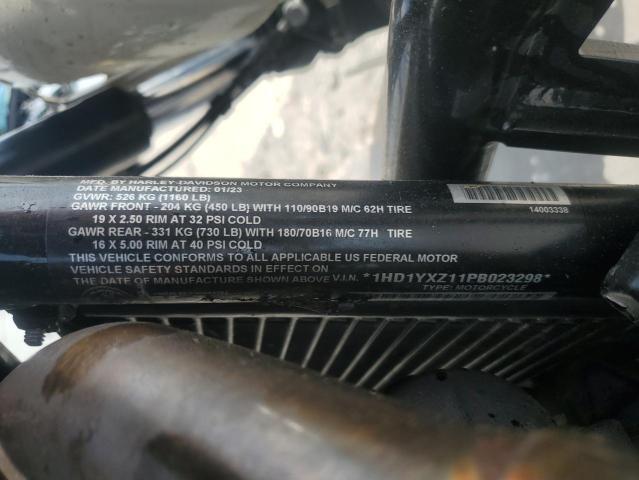 MFD. BY HARLEY-DAVIDSON MOTOR COMPANY
DATE MANUFACTURED: 01/23
GVWR: 526 KG (1160 LB)
GAWR FRONT - 204 KG (450 LB) WITH 110/90B19 M/C 62H TIRE
19 X 2.50 RIM AT 32 PSI COLD
GAWR REAR - 331 KG (730 LB) WITH 180/70B16 M/C 77H TIRE
16 X 5.00 RIM AT 40 PSI COLD
THIS VEHICLE CONFORMS TO ALL APPLICABLE US FEDERAL MOTOR
VEHICLE SAFETY STANDARDS IN EFFECT ON
THE DATE OF MANUFACTURE SHOWN ABOVE V.I.N. *1HD1YXZ11PB023298*
TYPE: MOTORCYCLE
14003338